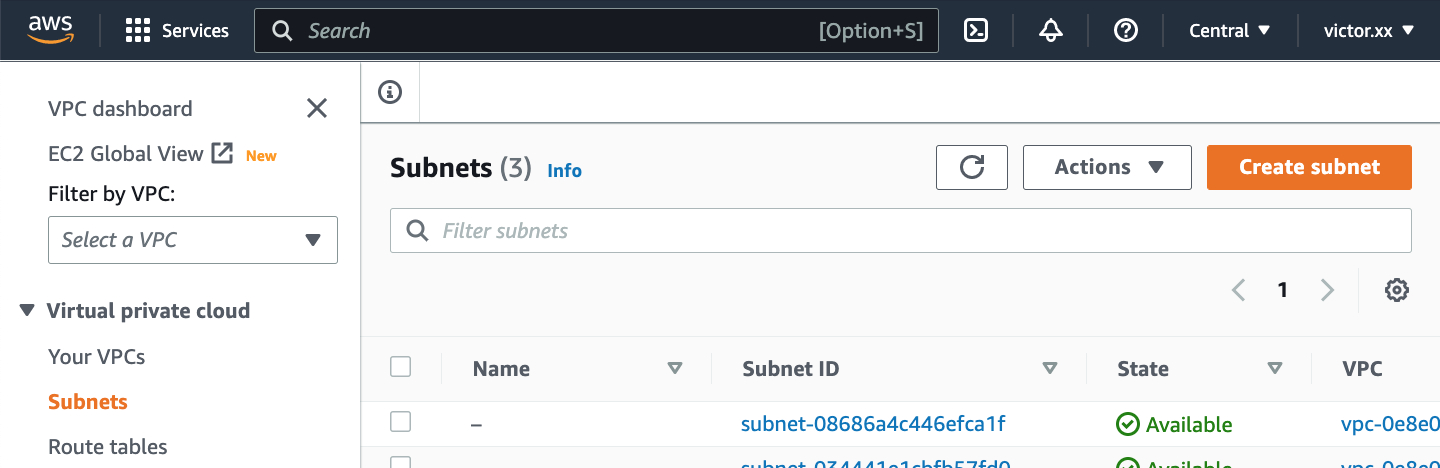 aws Services Search [Option+S] Central victor.xx
VPC dashboard
EC2 Global View New
Filter by VPC:
Select a VPC
Virtual private cloud
Your VPCs
Subnets
Route tables
Subnets (3) Info Actions Create subnet
Filter subnets
1
Name Subnet ID State VPC
– subnet-08686a4c446efca1f Available vpc-0e8e0
subnet-034441e1cbfb57fd0 Available vpc-0e8e0